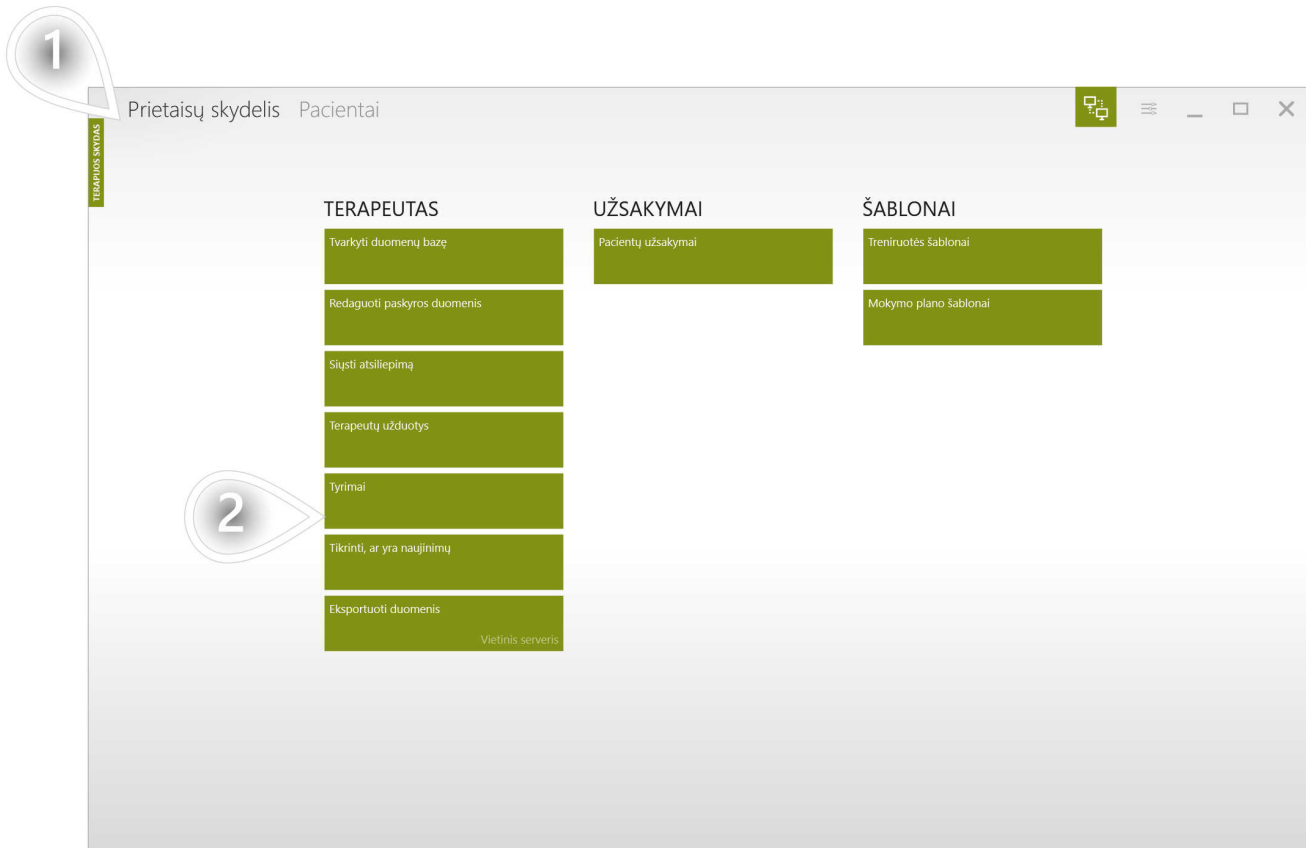 1
Prietaisų skydelis Pacientai
TERAPIJOS SKYDAS
TERAPEUTAS
Tvarkyti duomenų bazę
Redaguoti paskyros duomenis
Siųsti atsiliepimą
Terapeutų užduotys
Tyrimai
2
Tikrinti, ar yra naujinimų
Eksportuoti duomenis
Vietinis serveris
UŽSAKYMAI
Pacientų užsakymai
ŠABLONAI
Treniruotės šablonai
Mokymo plano šablonai